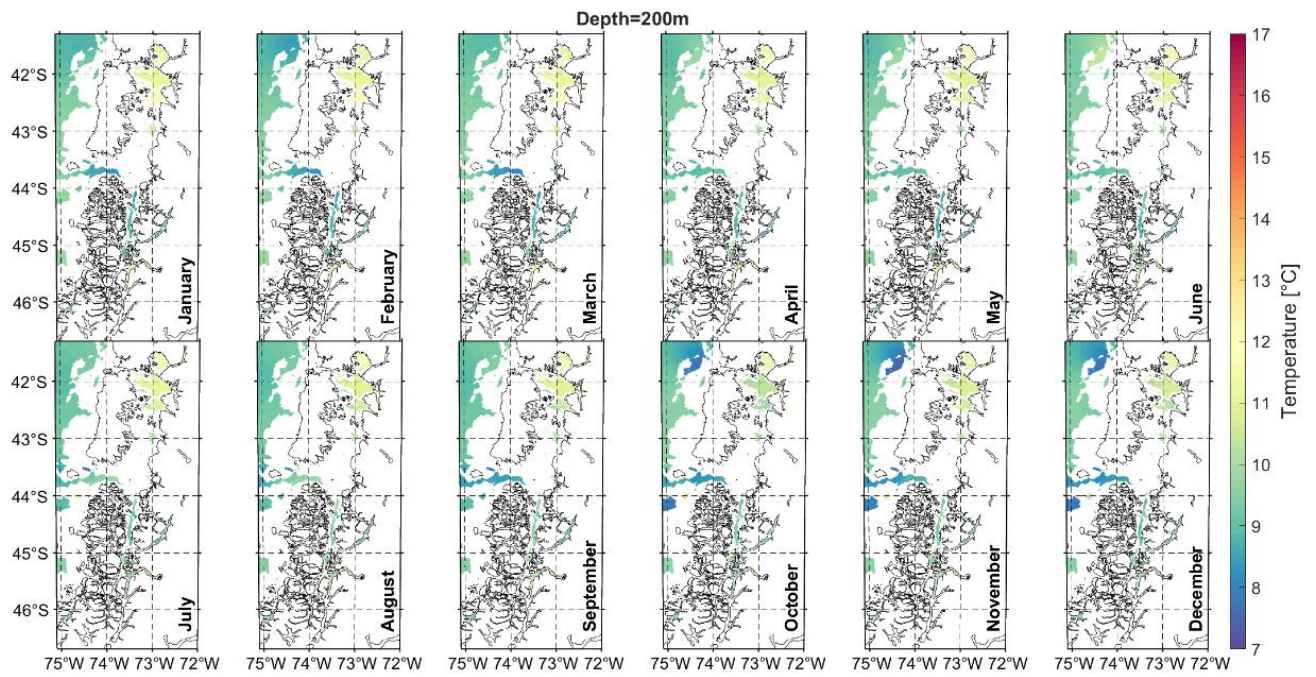 Depth=200m
42°S
43°S
44°S
45°S
46°S
January
February
March
April
May
June
42°S
43°S
44°S
45°S
46°S
July
August
September
October
November
December
75°W 74°W 73°W 72°W
75°W 74°W 73°W 72°W
75°W 74°W 73°W 72°W
75°W 74°W 73°W 72°W
75°W 74°W 73°W 72°W
75°W 74°W 73°W 72°W
17
16
15
14
13
12
11
10
9
8
7
Temperature [°C]